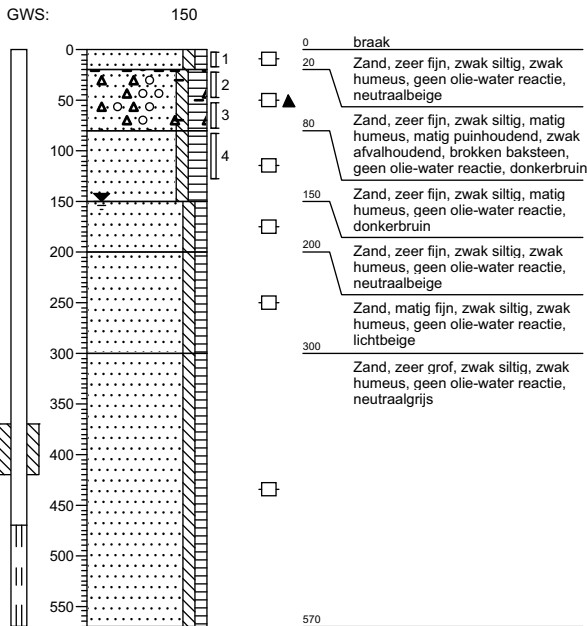 GWS: 150
0
50
100
150
200
250
300
350
400
450
500
550
1
2
3
4
0 braak
20 Zand, zeer fijn, zwak siltig, zwak
humeus, geen olie-water reactie,
neutraalbeige
80 Zand, zeer fijn, zwak siltig, matig
humeus, matig puinhoudend, zwak
afvalhoudend, brokken baksteen,
geen olie-water reactie, donkerbruin
150 Zand, zeer fijn, zwak siltig, matig
humeus, geen olie-water reactie,
donkerbruin
200 Zand, zeer fijn, zwak siltig, zwak
humeus, geen olie-water reactie,
neutraalbeige
Zand, matig fijn, zwak siltig, zwak
humeus, geen olie-water reactie,
lichtbeige
300
Zand, zeer grof, zwak siltig, zwak
humeus, geen olie-water reactie,
neutraalgrijs
570